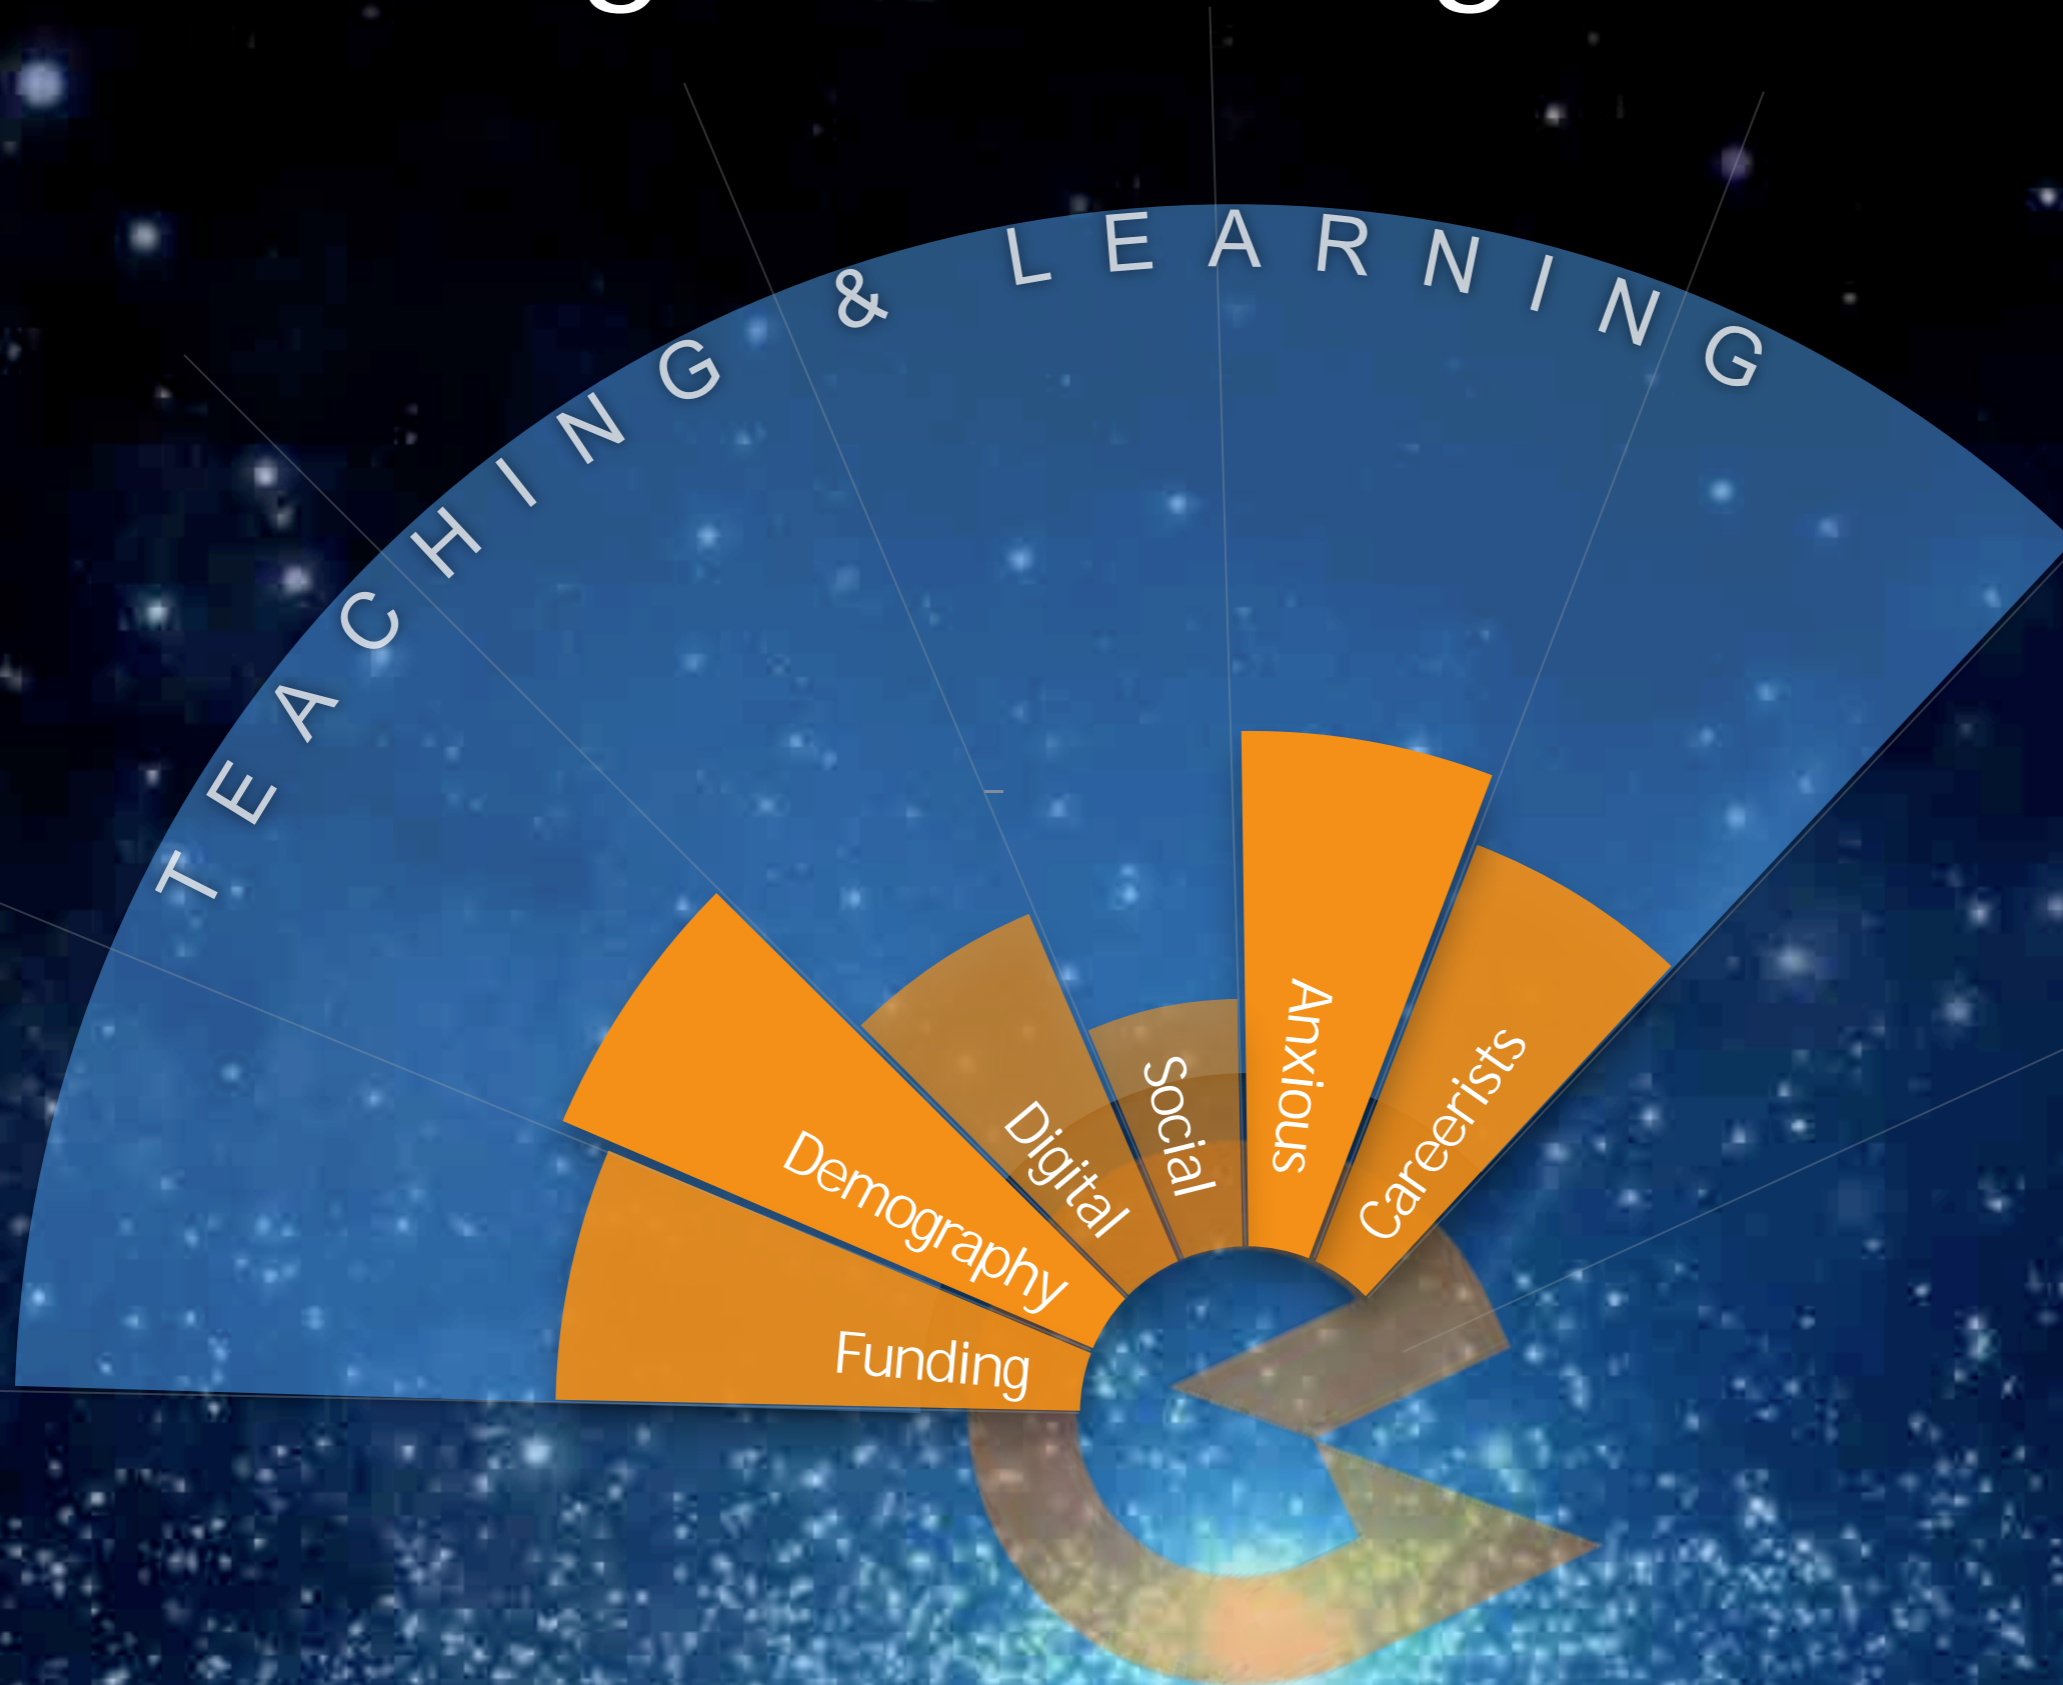 TEACHING & LEARNING
Funding
Demography
Digital
Social
Anxious
Careerists